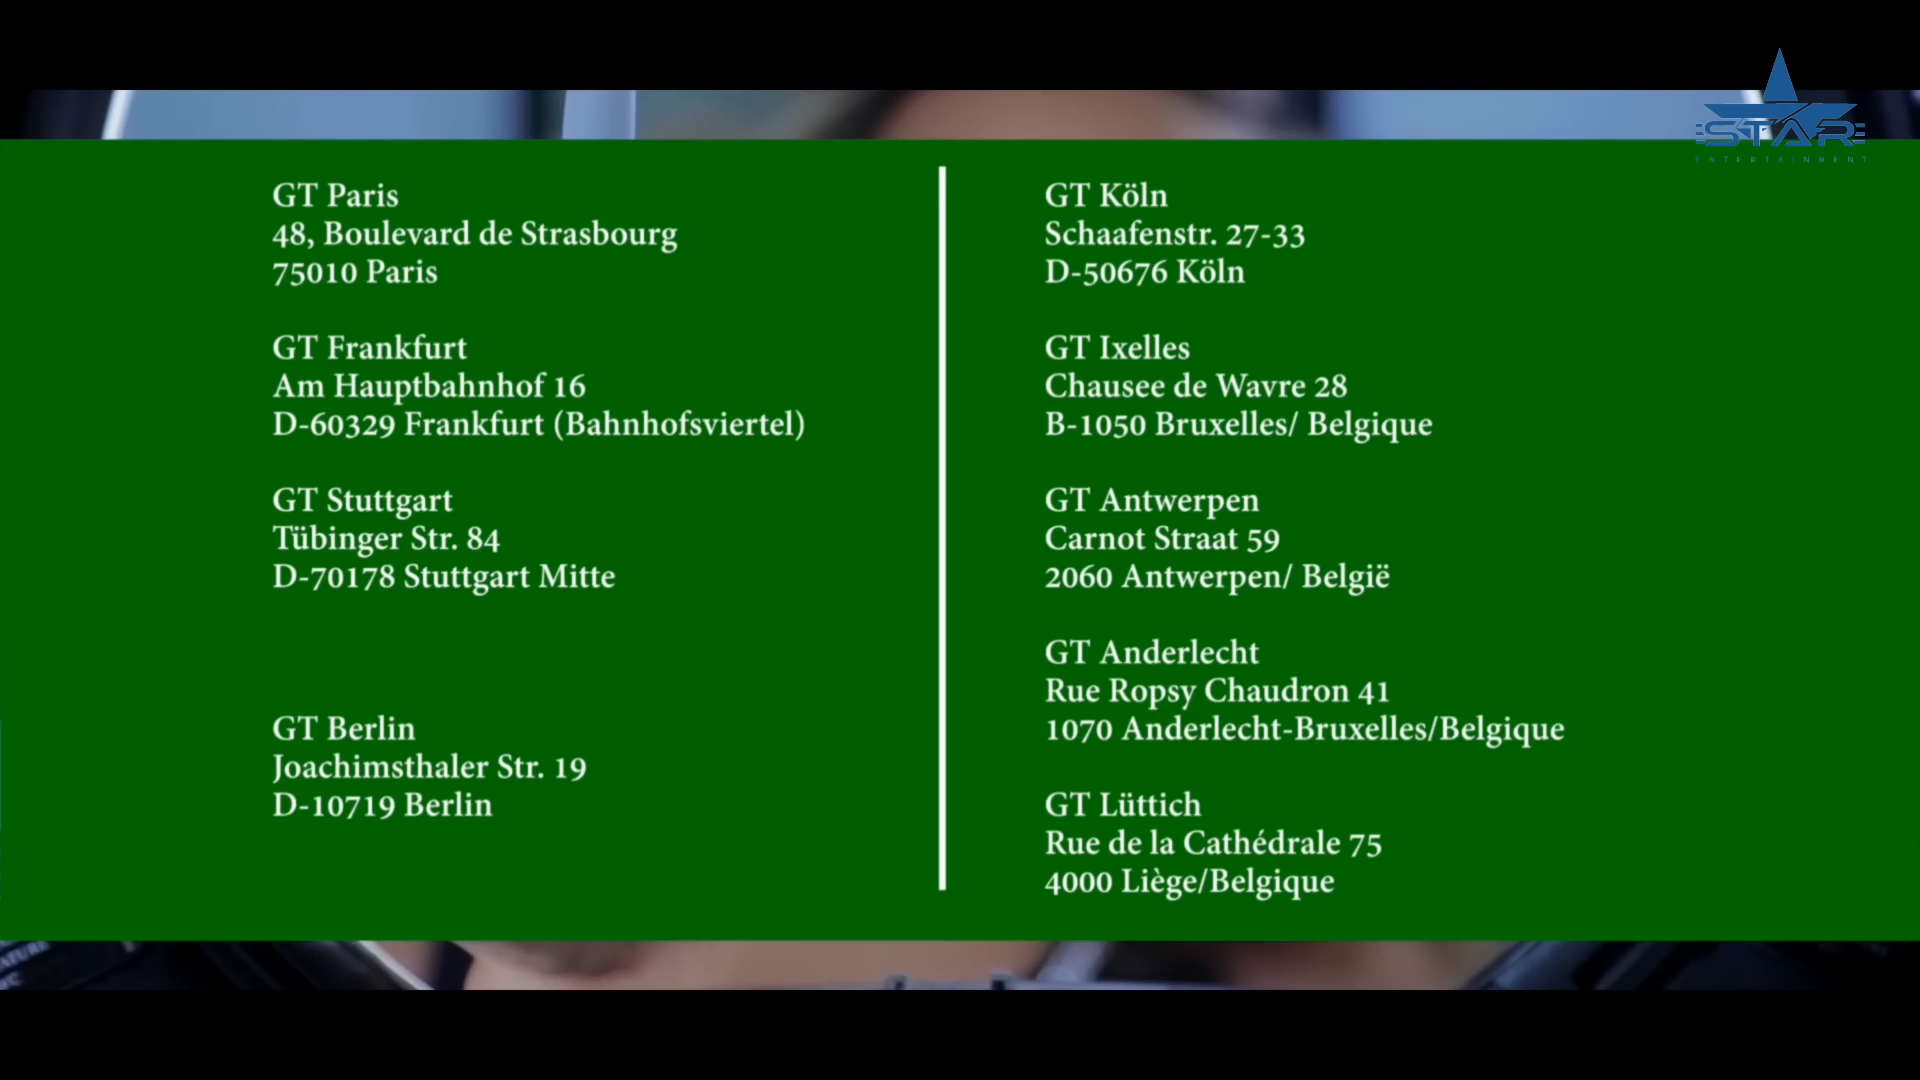 STAR
ENTERTAINMENT
GT Paris
48, Boulevard de Strasbourg
75010 Paris
GT Frankfurt
Am Hauptbahnhof 16
D-60329 Frankfurt (Bahnhofsviertel)
GT Stuttgart
Tübinger Str. 84
D-70178 Stuttgart Mitte
GT Berlin
Joachimsthaler Str. 19
D-10719 Berlin
GT Köln
Schaafenstr. 27-33
D-50676 Köln
GT Ixelles
Chausee de Wavre 28
B-1050 Bruxelles/ Belgique
GT Antwerpen
Carnot Straat 59
2060 Antwerpen/ België
GT Anderlecht
Rue Ropsy Chaudron 41
1070 Anderlecht-Bruxelles/Belgique
GT Lüttich
Rue de la Cathédrale 75
4000 Liège/Belgique